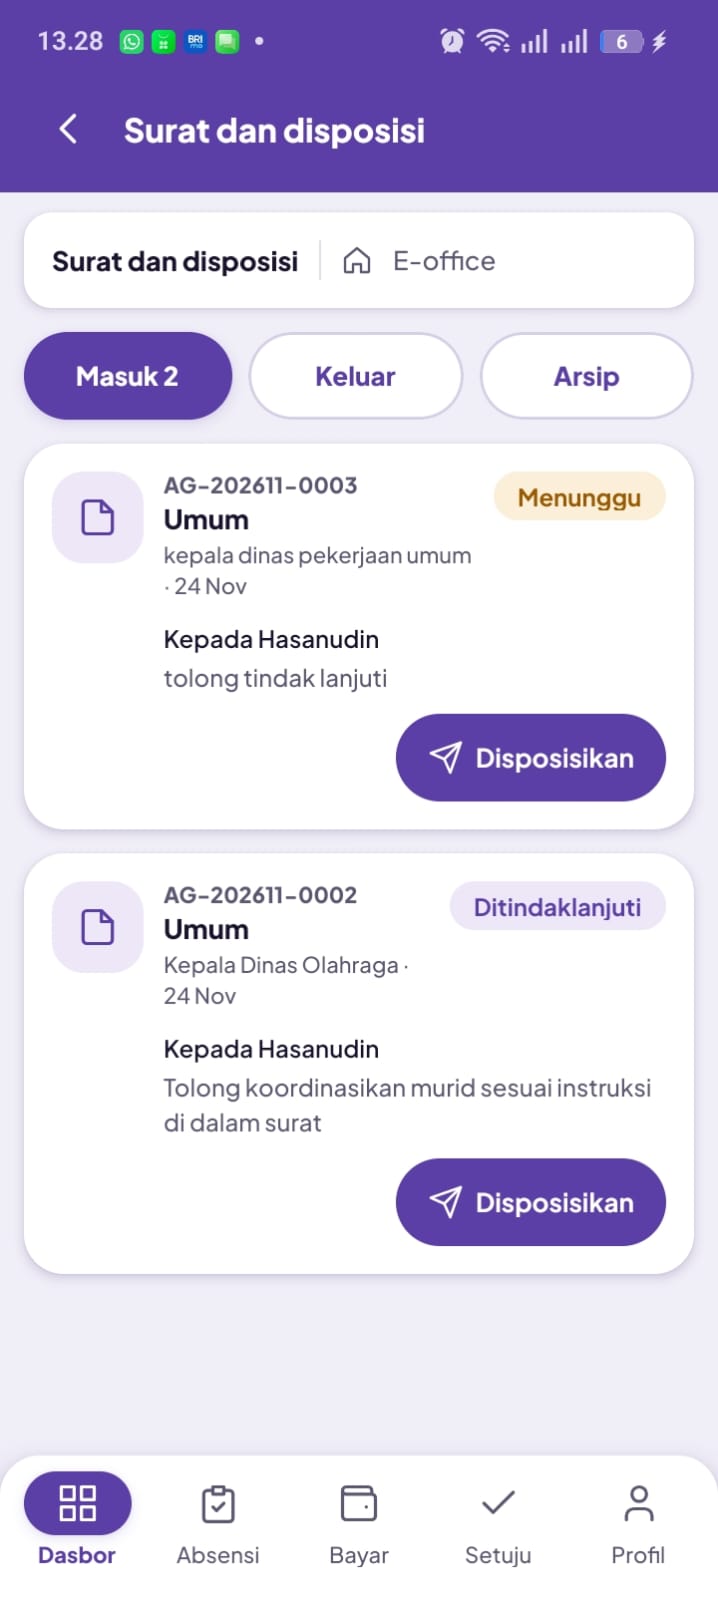 13.28
BRI
mo
6
Surat dan disposisi
Surat dan disposisi
E-office
Masuk 2
Keluar
Arsip
AG-202611-0003
Menunggu
Umum
kepala dinas pekerjaan umum
· 24 Nov
Kepada Hasanudin
tolong tindak lanjuti
Disposisikan
AG-202611-0002
Ditindaklanjuti
Umum
Kepala Dinas Olahraga ·
24 Nov
Kepada Hasanudin
Tolong koordinasikan murid sesuai instruksi
di dalam surat
Disposisikan
Dasbor
Absensi
Bayar
Setuju
Profil